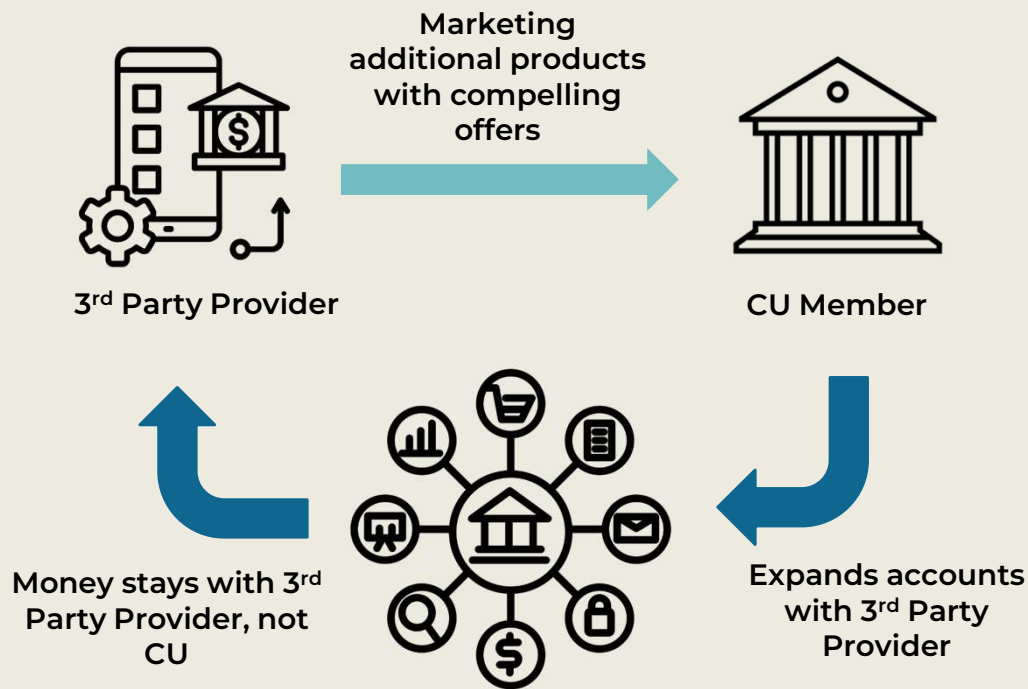 Marketing
additional products
with compelling
offers
3rd Party Provider
CU Member
Money stays with 3rd
Party Provider, not
CU
Expands accounts
with 3rd Party
Provider
$
$